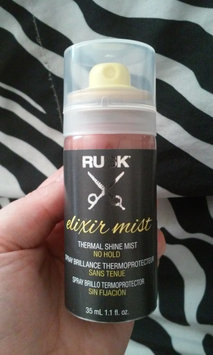 RUSK
elixir mist
THERMAL SHINE MIST
NO HOLD
SPRAY BRILLANCE THERMOPROTECTEUR
SANS TENUE
SPRAY BRILLO TERMOPROTECTOR
SIN FIJACIÓN
35 mL 1.1 fl. oz.